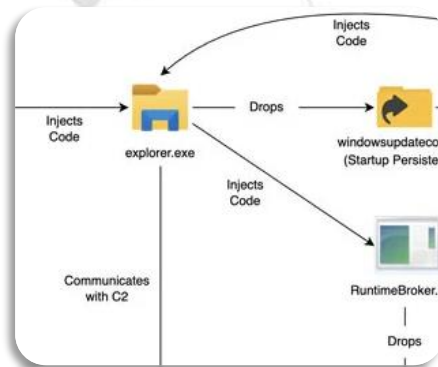 Injects
Code
Injects
Code
Drops
explorer.exe
windowsupdateco
(Startup Persiste
Injects
Code
Communicates
with C2
RuntimeBroker.
Drops